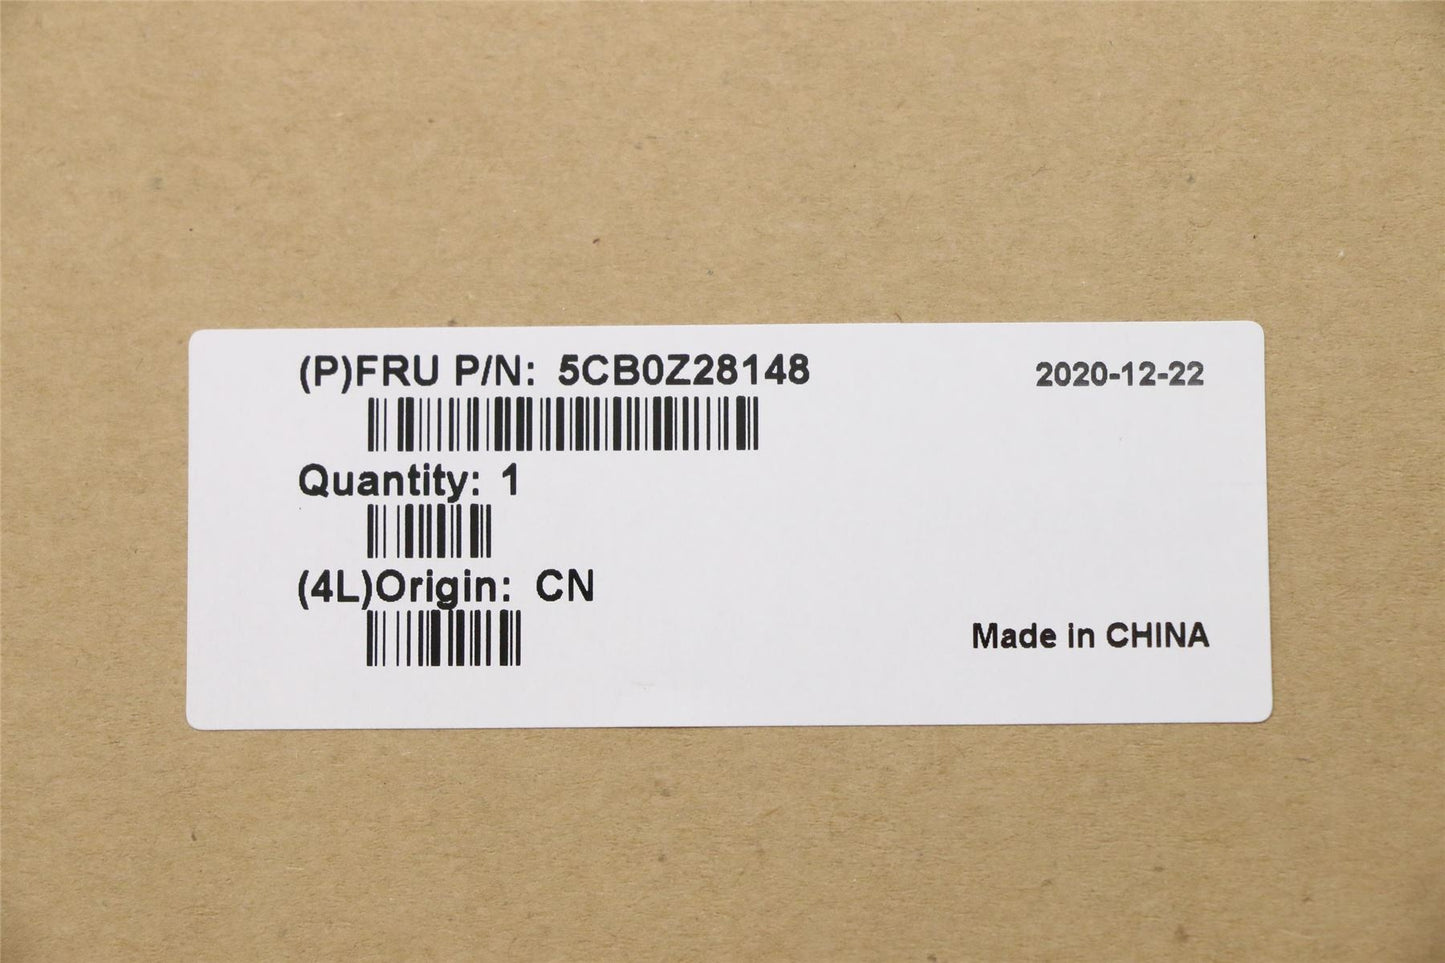 (P)FRU P/N: 5CB0Z28148
2020-12-22
Quantity: 1
(4L)Origin: CN
Made in CHINA